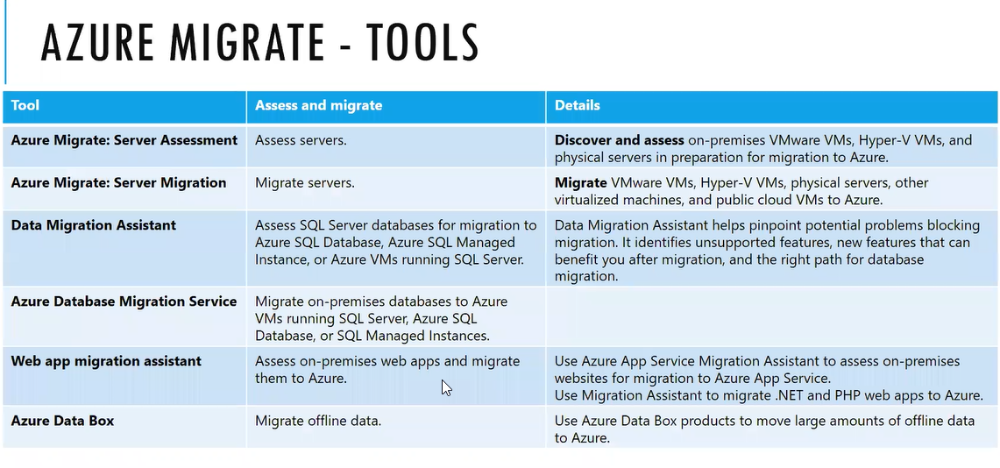 AZURE MIGRATE - TOOLS
Tool
Assess and migrate
Details
Azure Migrate: Server Assessment
Assess servers.
Discover and assess on-premises VMware VMs, Hyper-V VMs, and
physical servers in preparation for migration to Azure.
Azure Migrate: Server Migration
Migrate servers.
Migrate VMware VMs, Hyper-V VMs, physical servers, other
virtualized machines, and public cloud VMs to Azure.
Data Migration Assistant
Assess SQL Server databases for migration to
Azure SQL Database, Azure SQL Managed
Instance, or Azure VMs running SQL Server.
Data Migration Assistant helps pinpoint potential problems blocking
migration. It identifies unsupported features, new features that can
benefit you after migration, and the right path for database
migration.
Azure Database Migration Service
Migrate on-premises databases to Azure
VMs running SQL Server, Azure SQL
Database, or SQL Managed Instances.
Web app migration assistant
Assess on-premises web apps and migrate
them to Azure.
Use Azure App Service Migration Assistant to assess on-premises
websites for migration to Azure App Service.
Use Migration Assistant to migrate .NET and PHP web apps to Azure.
Azure Data Box
Migrate offline data.
Use Azure Data Box products to move large amounts of offline data
to Azure.